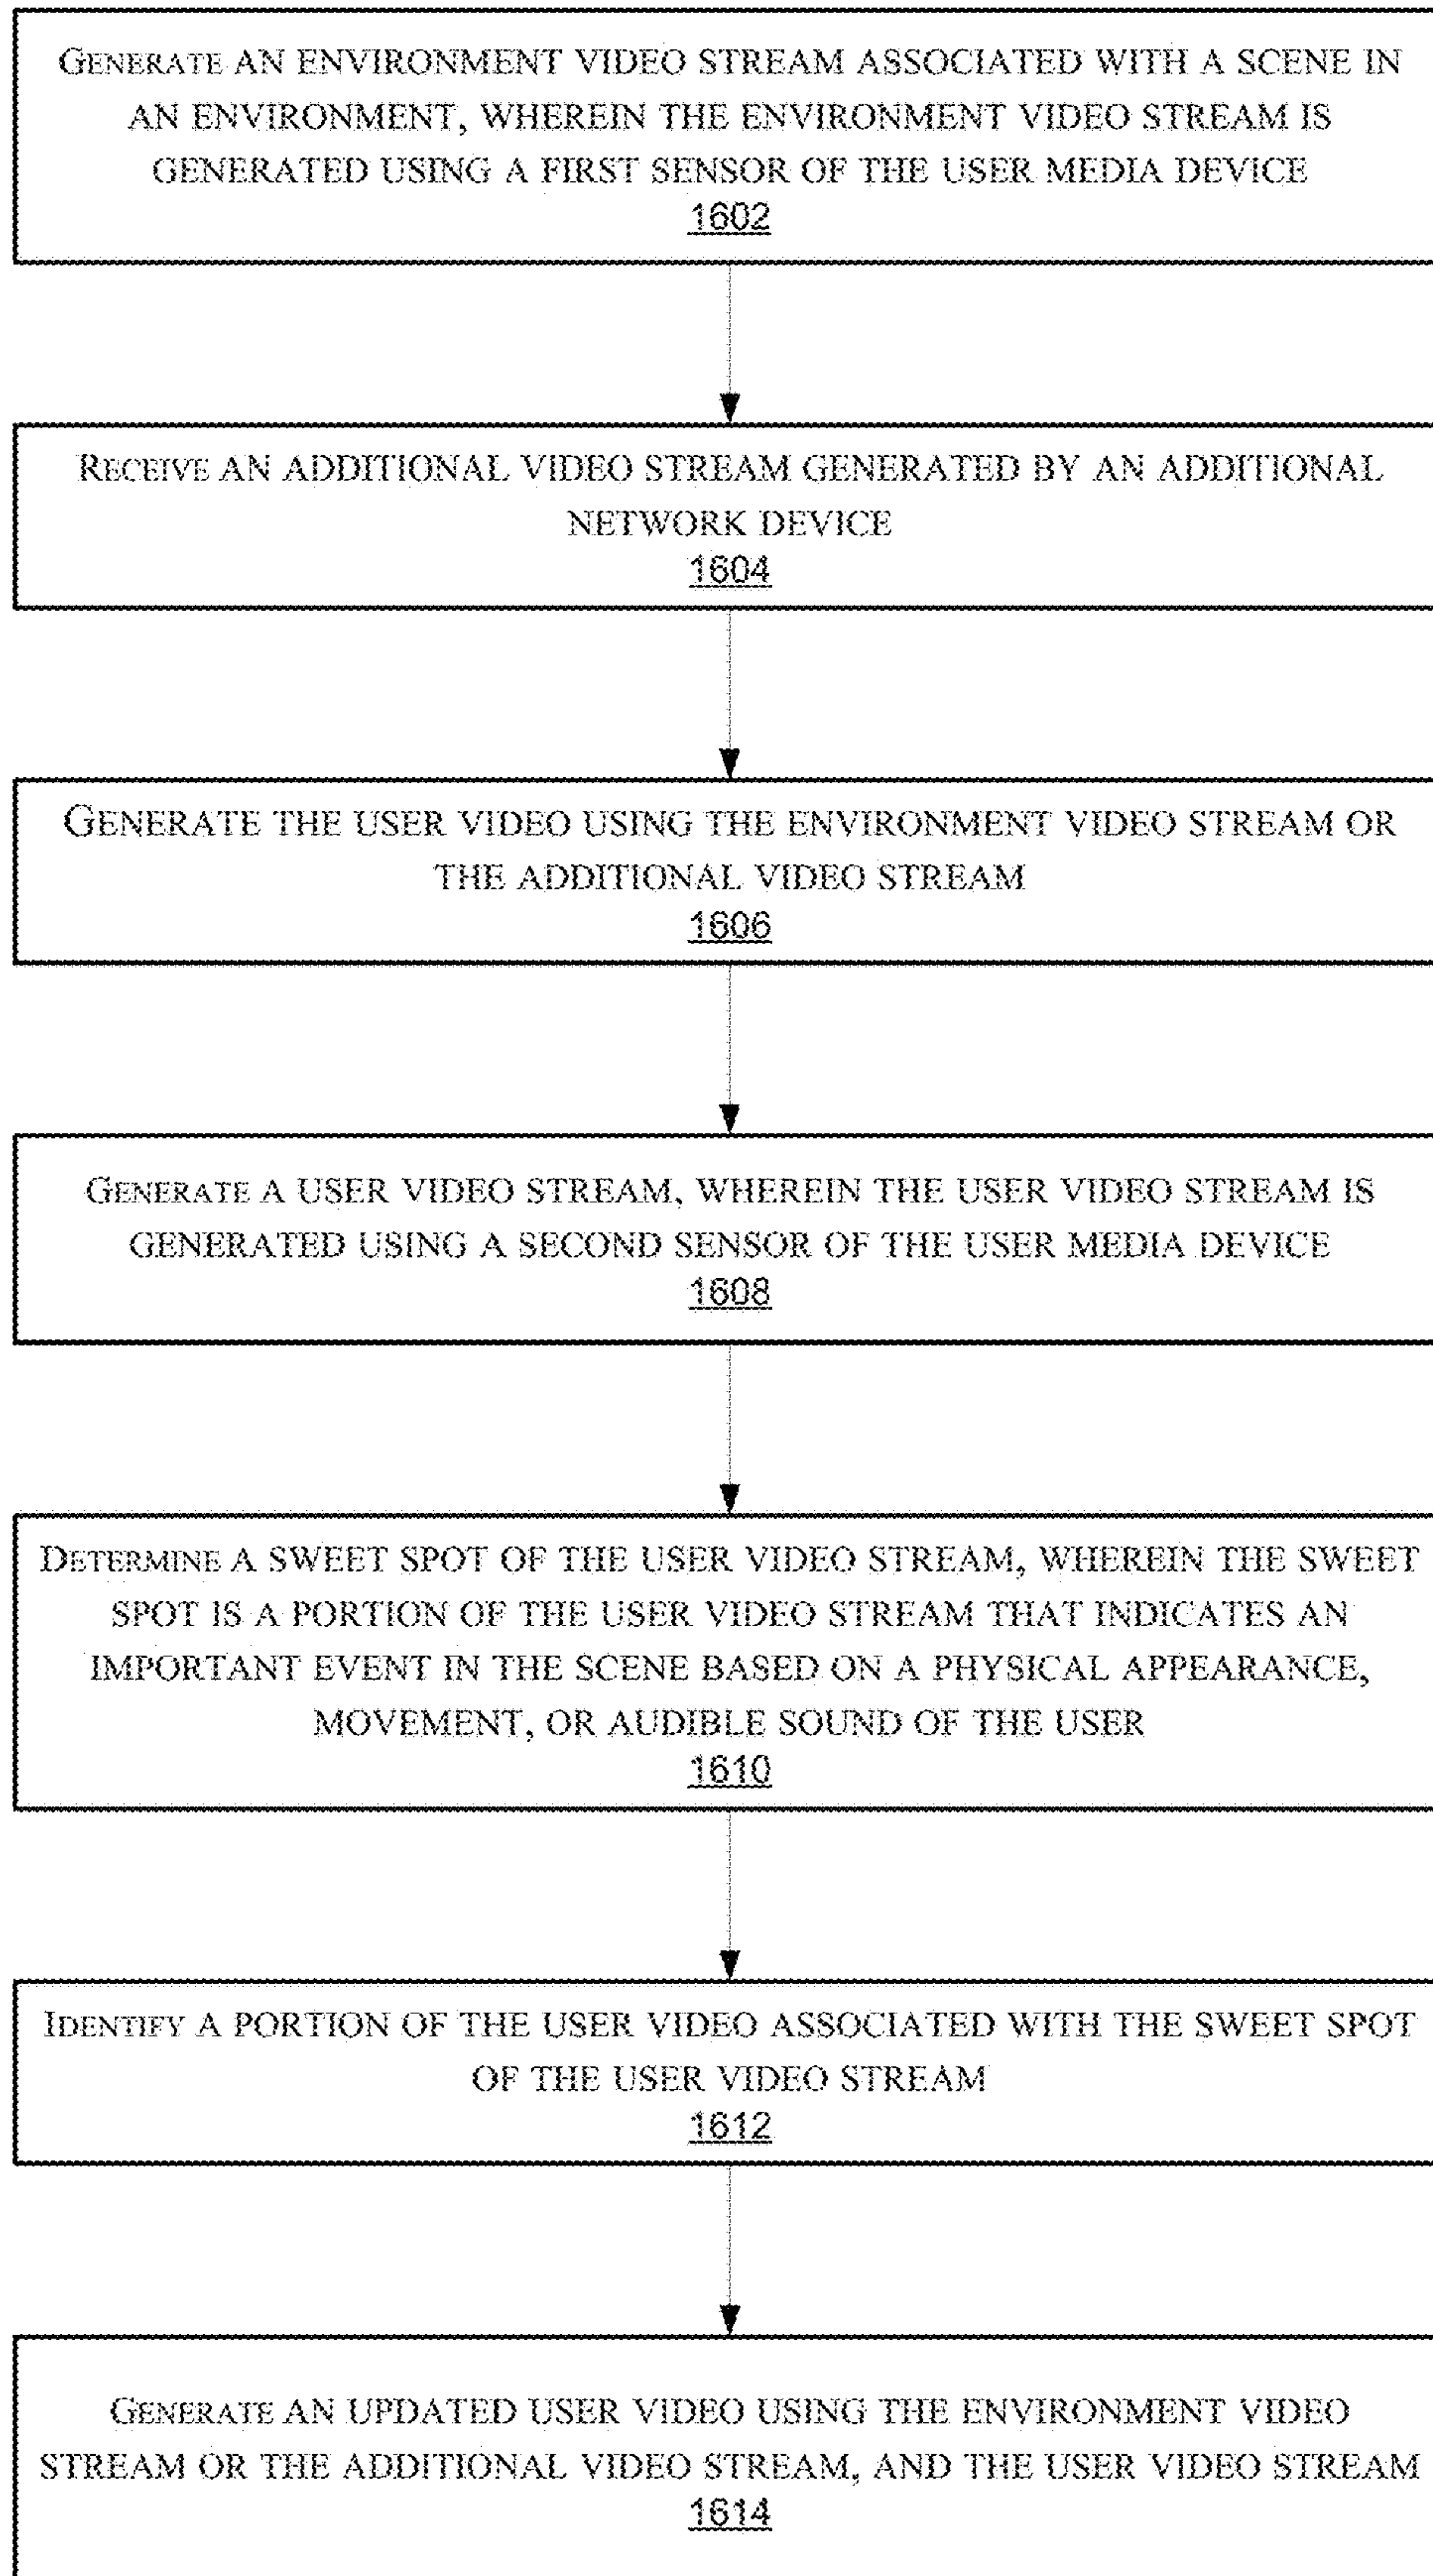 GENERATE AN ENVIRONMENT VIDEO STREAM ASSOCIATED WITH A SCENE IN
AN ENVIRONMENT, WHEREIN THE ENVIRONMENT VIDEO STREAM IS
GENERATED USING A FIRST SENSOR OF THE USER MEDIA DEVICE
1602
RECEIVE AN ADDITIONAL VIDEO STREAM GENERATED BY AN ADDITIONAL
NETWORK DEVICE
1604
GENERATE THE USER VIDEO USING THE ENVIRONMENT VIDEO STREAM OR
THE ADDITIONAL VIDEO STREAM
1606
GENERATE A USER VIDEO STREAM, WHEREIN THE USER VIDEO STREAM IS
GENERATED USING A SECOND SENSOR OF THE USER MEDIA DEVICE
1608
DETERMINE A SWEET SPOT OF THE USER VIDEO STREAM, WHEREIN THE SWEET
SPOT IS A PORTION OF THE USER VIDEO STREAM THAT INDICATES AN
IMPORTANT EVENT IN THE SCENE BASED ON A PHYSICAL APPEARANCE,
MOVEMENT, OR AUDIBLE SOUND OF THE USER
1610
IDENTIFY A PORTION OF THE USER VIDEO ASSOCIATED WITH THE SWEET SPOT
OF THE USER VIDEO STREAM
1612
GENERATE AN UPDATED USER VIDEO USING THE ENVIRONMENT VIDEO
STREAM OR THE ADDITIONAL VIDEO STREAM, AND THE USER VIDEO STREAM
1614